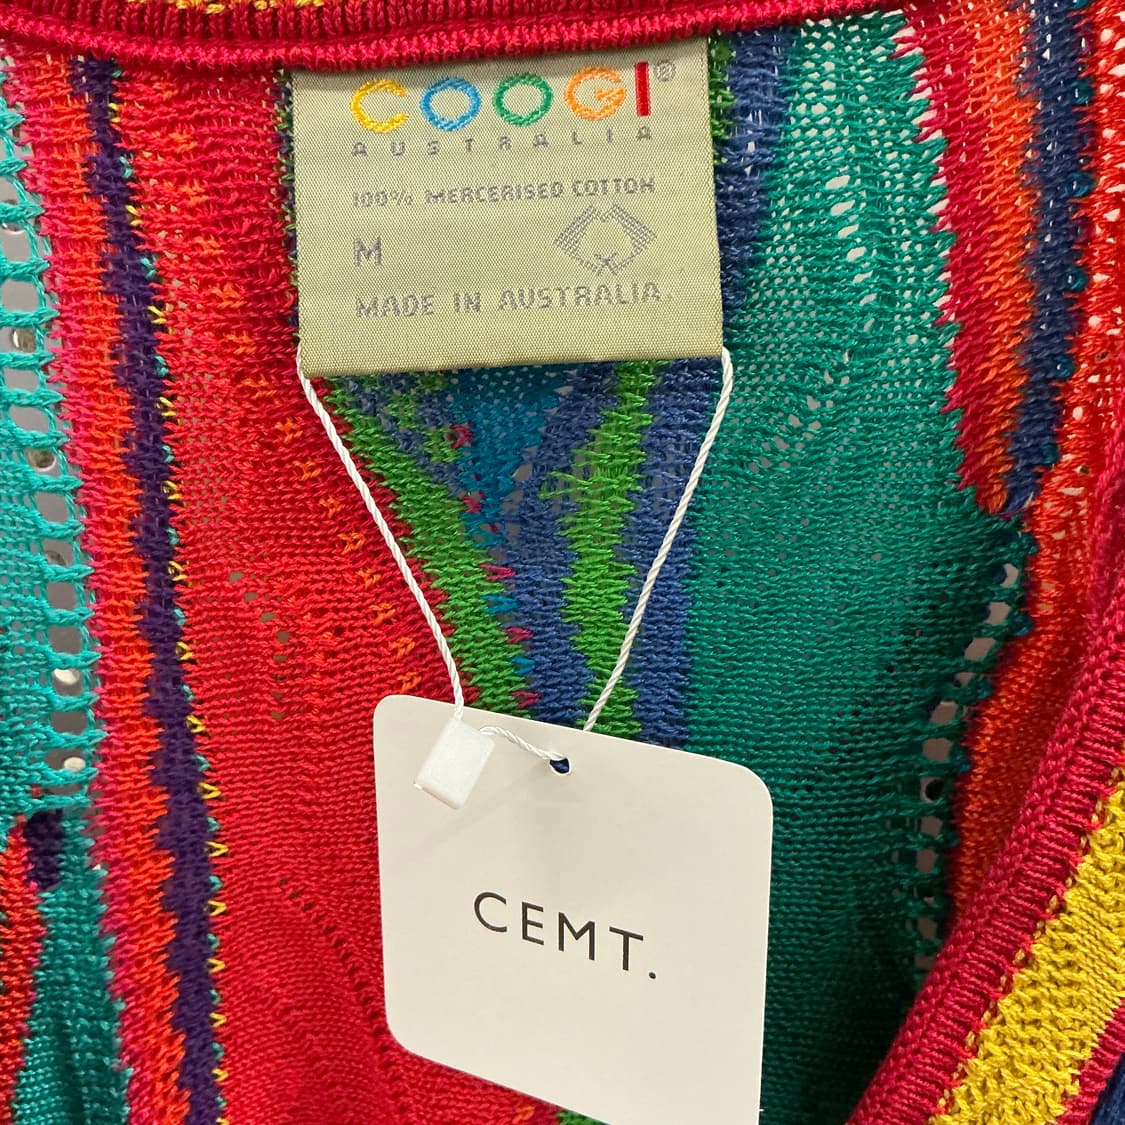 COOGI®
AUSTRALIA
100% MERCERISED COTTON
M
MADE IN AUSTRALIA.
CEMT.